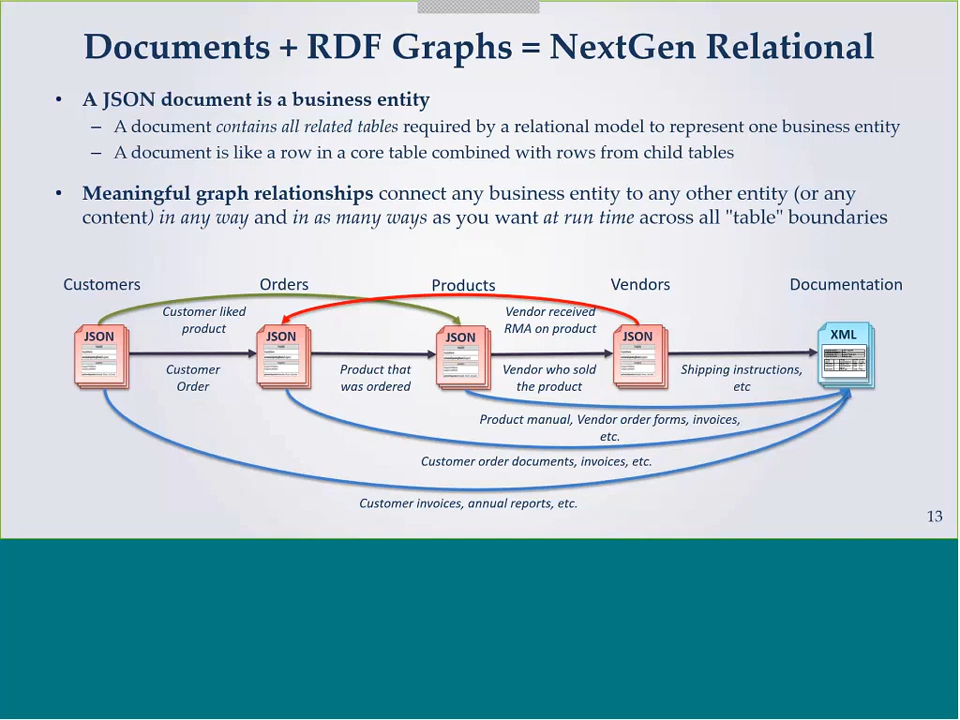 Documents + RDF Graphs = NextGen Relational
• A JSON document is a business entity
– A document contains all related tables required by a relational model to represent one business entity
– A document is like a row in a core table combined with rows from child tables
• Meaningful graph relationships connect any business entity to any other entity (or any
content) in any way and in as many ways as you want at run time across all "table" boundaries
Customers
Orders
Products
Vendors
Documentation
Customer liked
product
Vendor received
RMA on product
JSON
JSON
JSON
JSON
XML
Customer
Order
Product that
was ordered
Vendor who sold
the product
Shipping instructions,
etc
Product manual, Vendor order forms, invoices,
etc.
Customer order documents, invoices, etc.
Customer invoices, annual reports, etc.
13